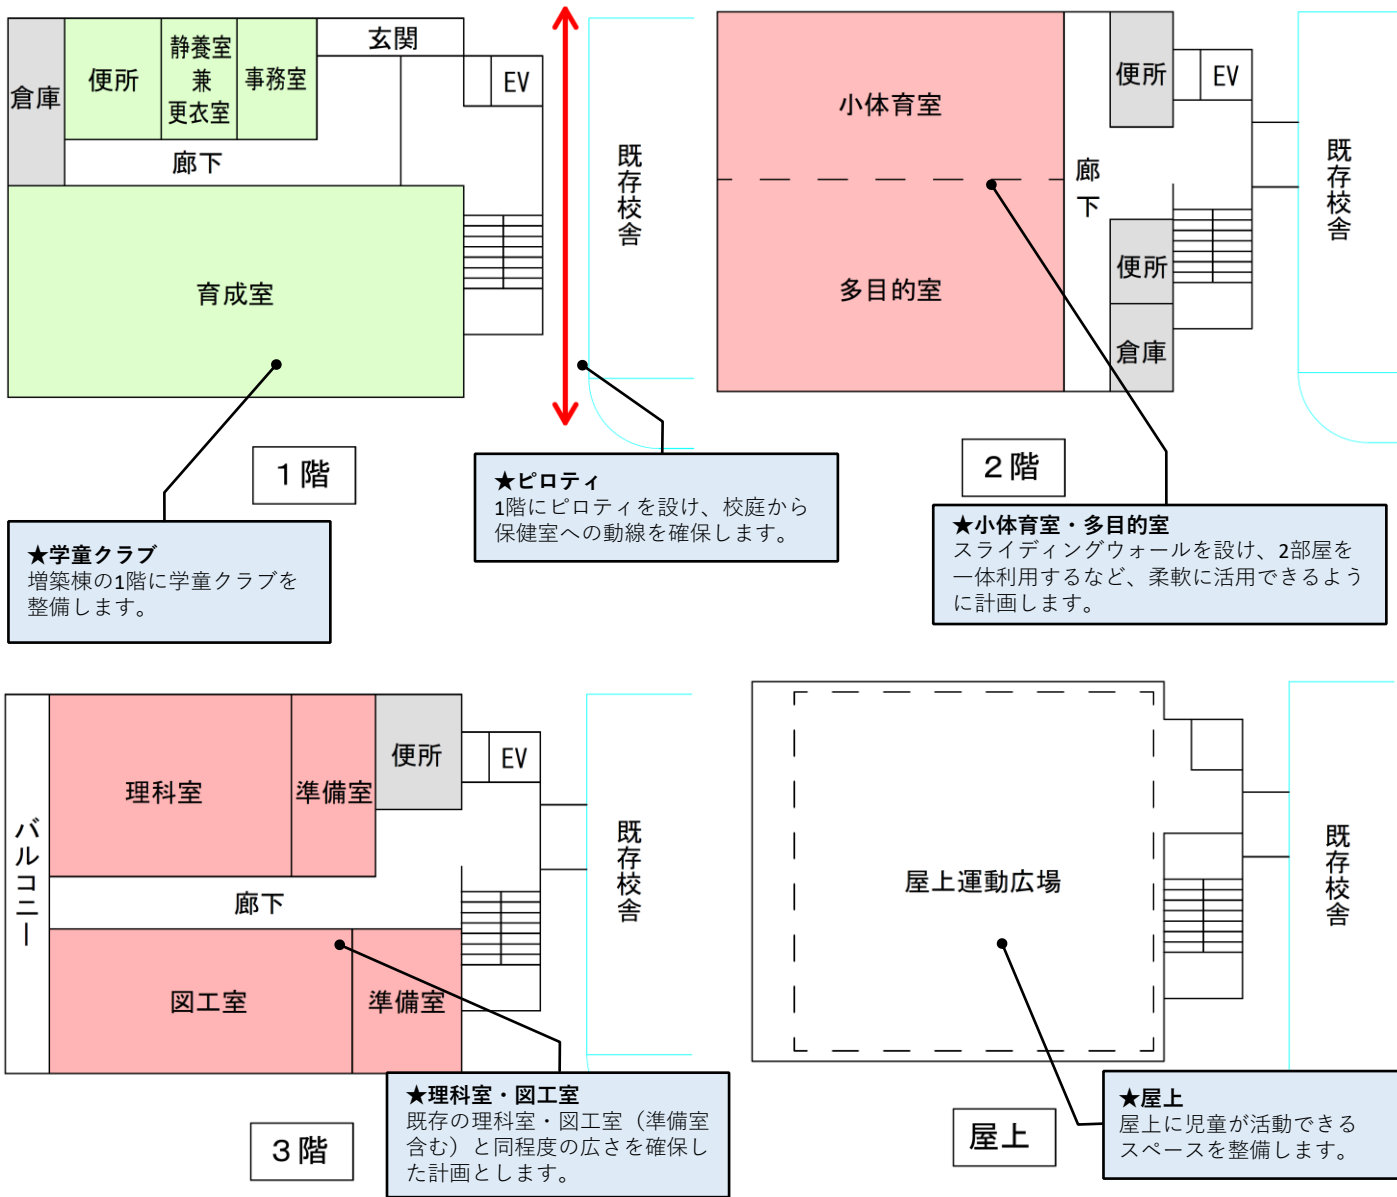 倉庫
便所
静養室
兼
更衣室
事務室
玄関
EV
廊下
育成室
既存校舎
1階
★学童クラブ
増築棟の1階に学童クラブを
整備します。
★ピロティ
1階にピロティを設け、校庭から
保健室への動線を確保します。
小体育室
多目的室
廊下
便所
EV
便所
倉庫
既存校舎
2階
★小体育室・多目的室
スライディングウォールを設け、2部屋を
一体利用するなど、柔軟に活用できるよう
に計画します。
バルコニー
理科室
準備室
便所
EV
廊下
図工室
準備室
既存校舎
3階
★理科室・図工室
既存の理科室・図工室（準備室
含む）と同程度の広さを確保し
た計画とします。
屋上運動広場
既存校舎
屋上
★屋上
屋上に児童が活動できる
スペースを整備します。